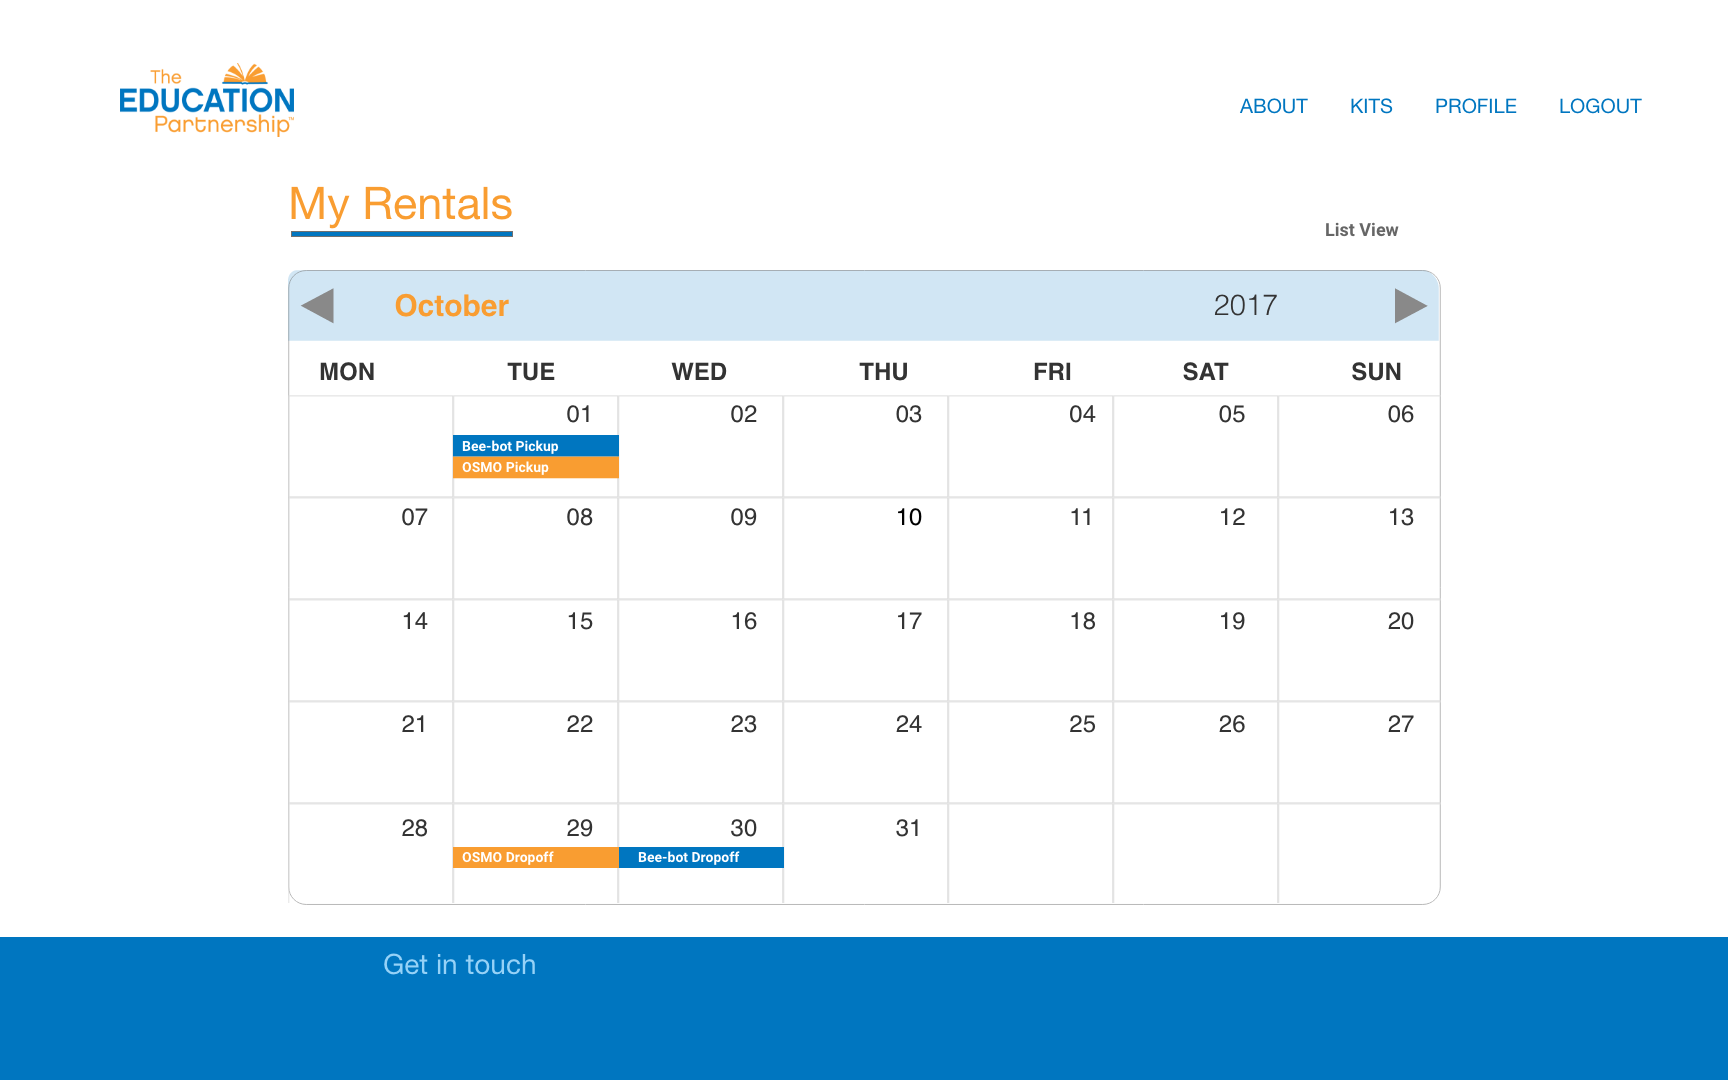 The
EDUCATION
Partnership™
ABOUT KITS PROFILE LOGOUT
My Rentals
List View
October 2017
MON TUE WED THU FRI SAT SUN
01 02 03 04 05 06
Bee-bot Pickup
OSMO Pickup
07 08 09 10 11 12 13
14 15 16 17 18 19 20
21 22 23 24 25 26 27
28 29 30 31
OSMO Dropoff Bee-bot Dropoff
Get in touch